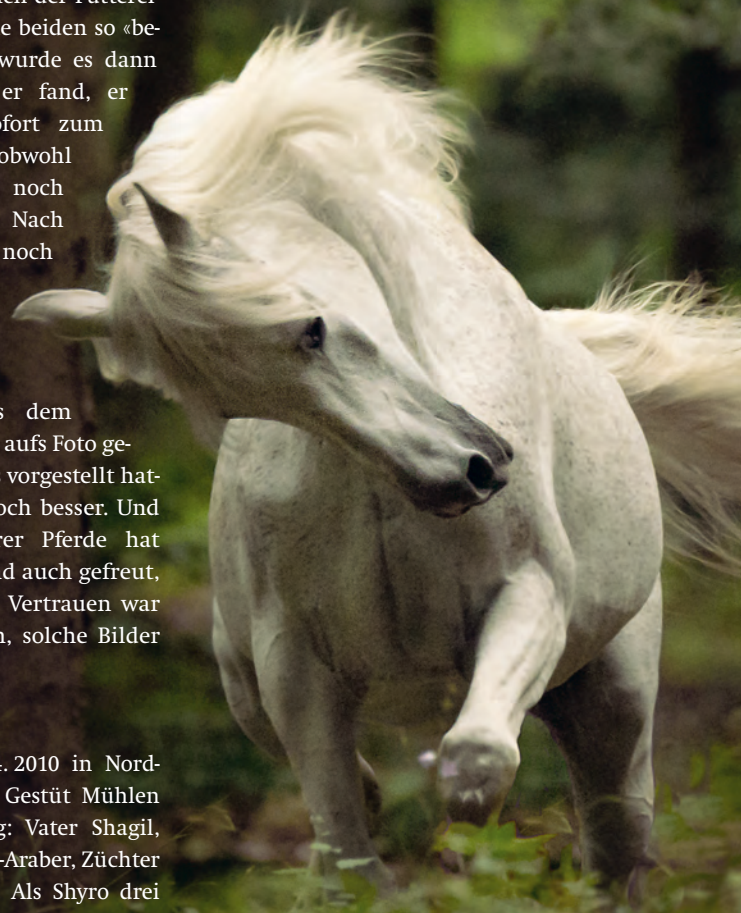 e beiden so «be-
wurde es dann
er fand, er
ofort zum
obwohl
noch
Nach
noch
s dem
aufs Foto ge-
s vorgestellt hat-
och besser. Und
rer Pferde hat
nd auch gefreut,
Vertrauen war
n, solche Bilder
4. 2010 in Nord-
Gestüt Mühlen
g: Vater Shagil,
-Araber, Züchter
Als Shyro drei